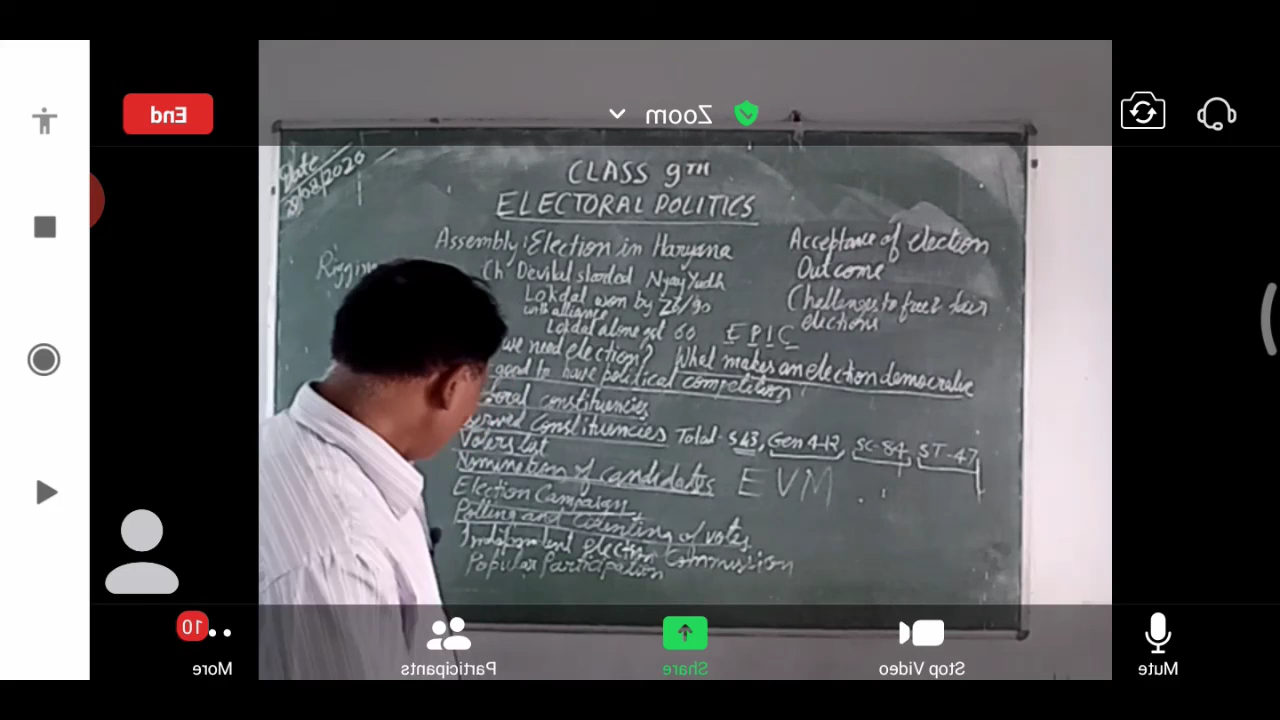 End
Zoom
Date
/08/2020
CLASS 9TH
ELECTORAL POLITICS
Assembly Election in Haryana
Ch Devilal started Nyay Yudh
Lokdal won by 76/90
with alliance
Lokdal alone got 60
EPIC
Acceptance of election
Outcome
Challenges to free & fair
elections
we need election? What makes an election democratic
good to have political competition
constituencies
Constituencies Total - 543, Gen 412, SC-84, ST-47
Voters list
Nomination of candidates EVM
Election Campaign
Polling and Counting of votes
Independent election Commission
Popular Participation
10
More
Participants
Share
Stop Video
Mute